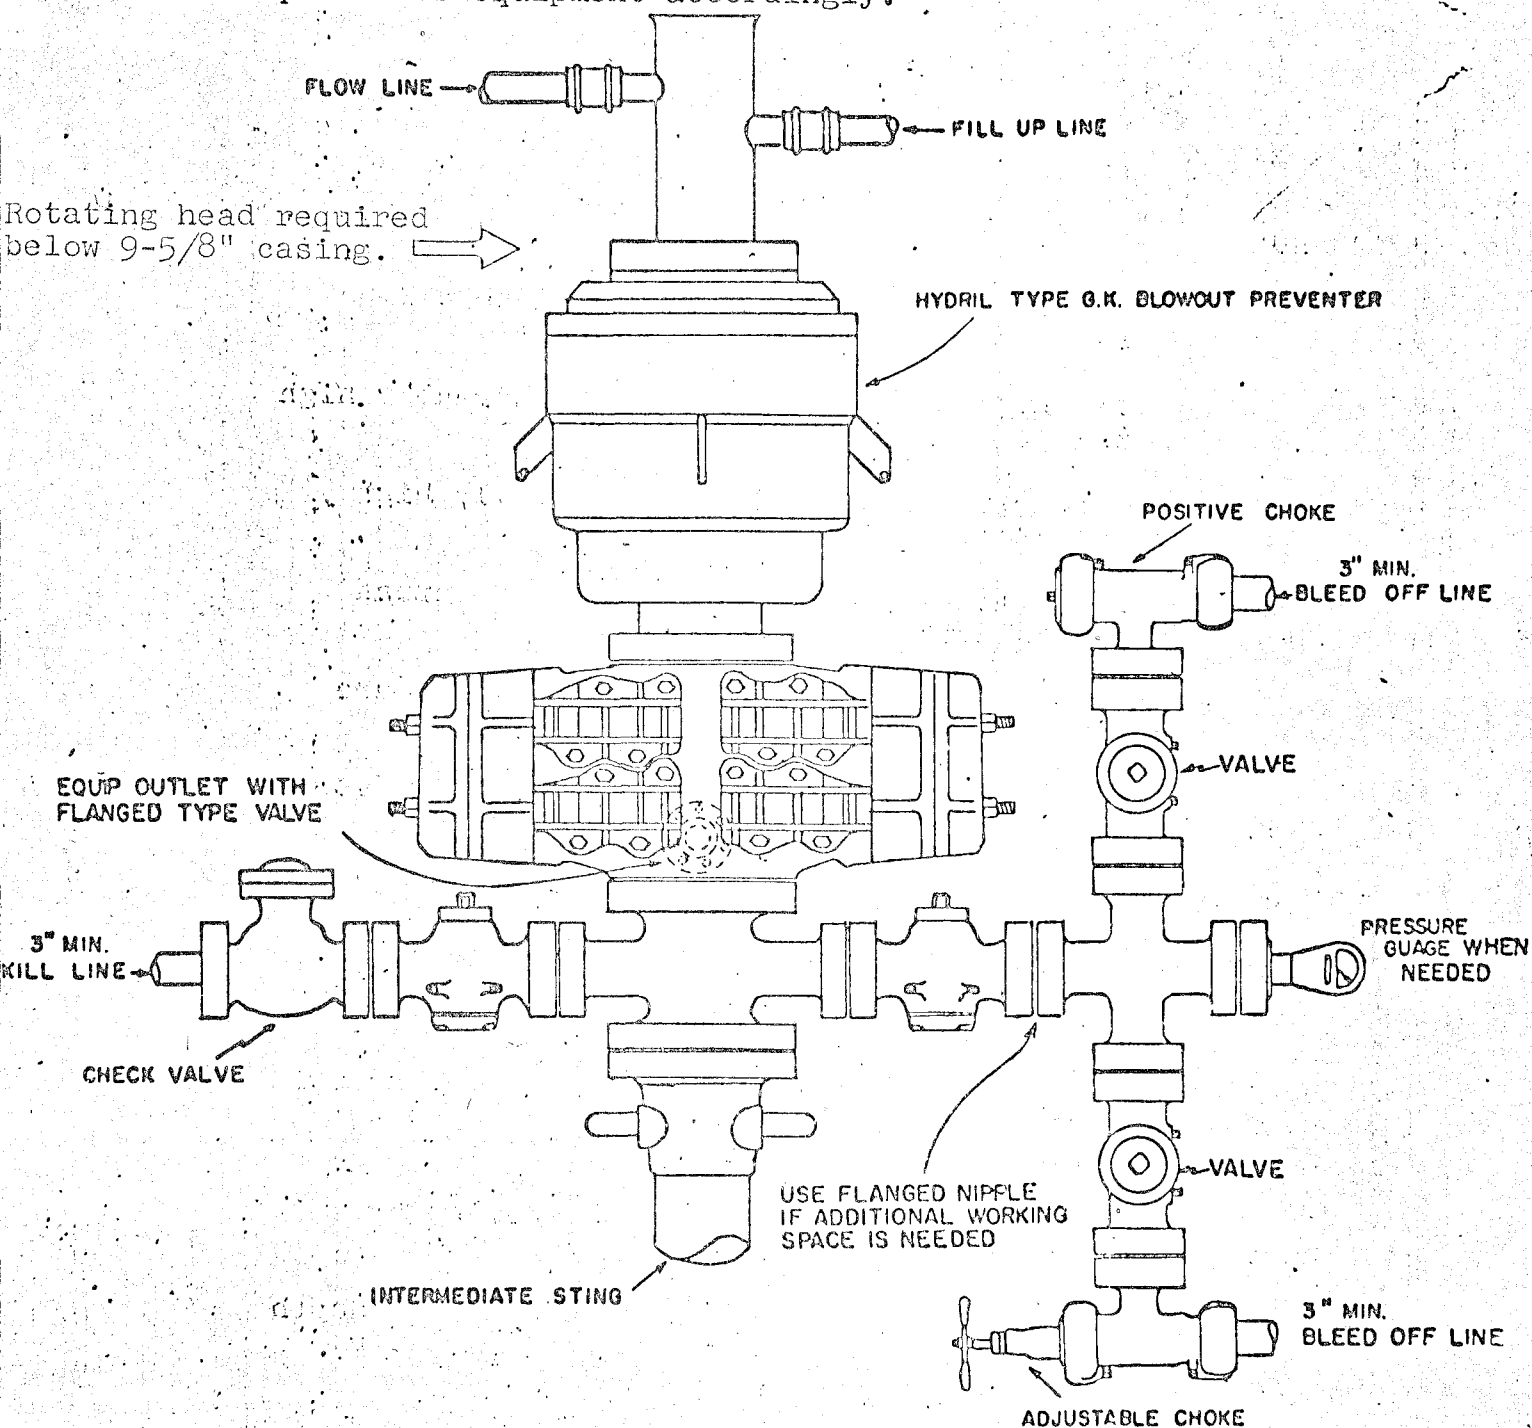 equipment accordingly.
FLOW LINE
FILL UP LINE
Rotating head required
below 9-5/8" casing.
HYDRIL TYPE G.K. BLOWOUT PREVENTER
POSITIVE CHOKE
3" MIN.
BLEED OFF LINE
VALVE
EQUIP OUTLET WITH
FLANGED TYPE VALVE
3" MIN.
KILL LINE
PRESSURE
GUAGE WHEN
NEEDED
CHECK VALVE
VALVE
USE FLANGED NIPPLE
IF ADDITIONAL WORKING
SPACE IS NEEDED
INTERMEDIATE STING
3" MIN.
BLEED OFF LINE
ADJUSTABLE CHOKE